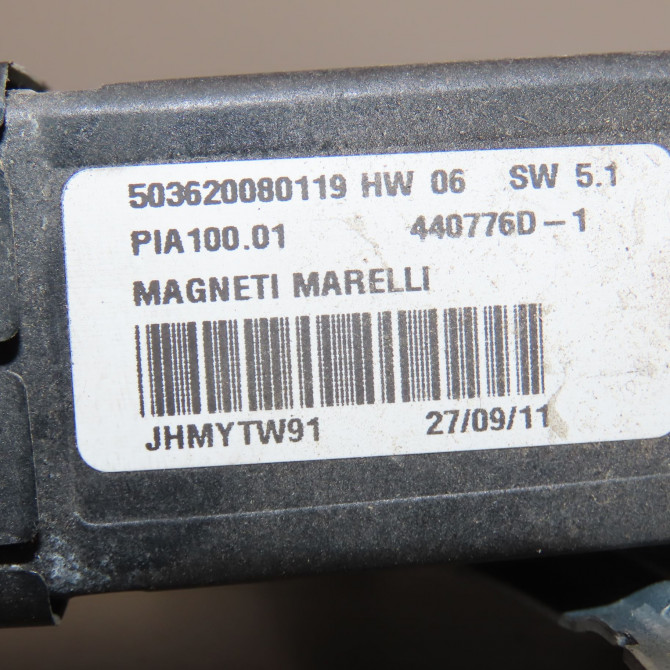 503620080119 HW 06 SW 5.1
PIA100.01 440776D-1
MAGNETI MARELLI
JHMYTW91 27/09/11